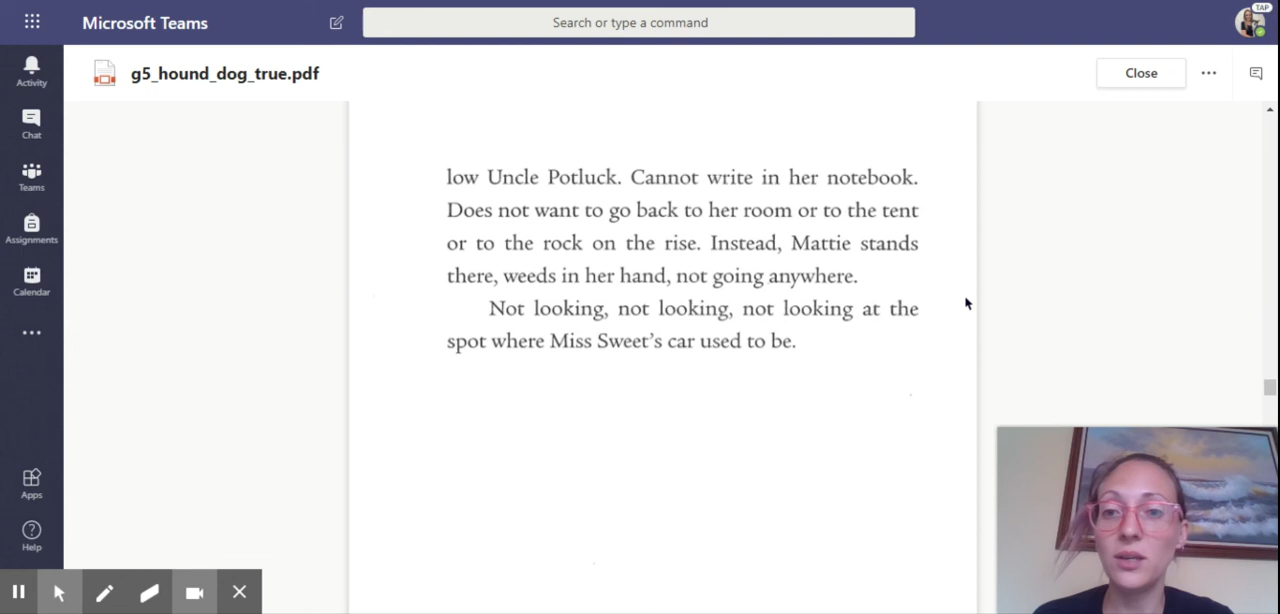 Microsoft Teams
Search or type a command
TAP
Activity
g5_hound_dog_true.pdf
Close
Chat
Teams
Assignments
Calendar
Apps
Help
low Uncle Potluck. Cannot write in her notebook.
Does not want to go back to her room or to the tent
or to the rock on the rise. Instead, Mattie stands
there, weeds in her hand, not going anywhere.
Not looking, not looking, not looking at the
spot where Miss Sweet’s car used to be.